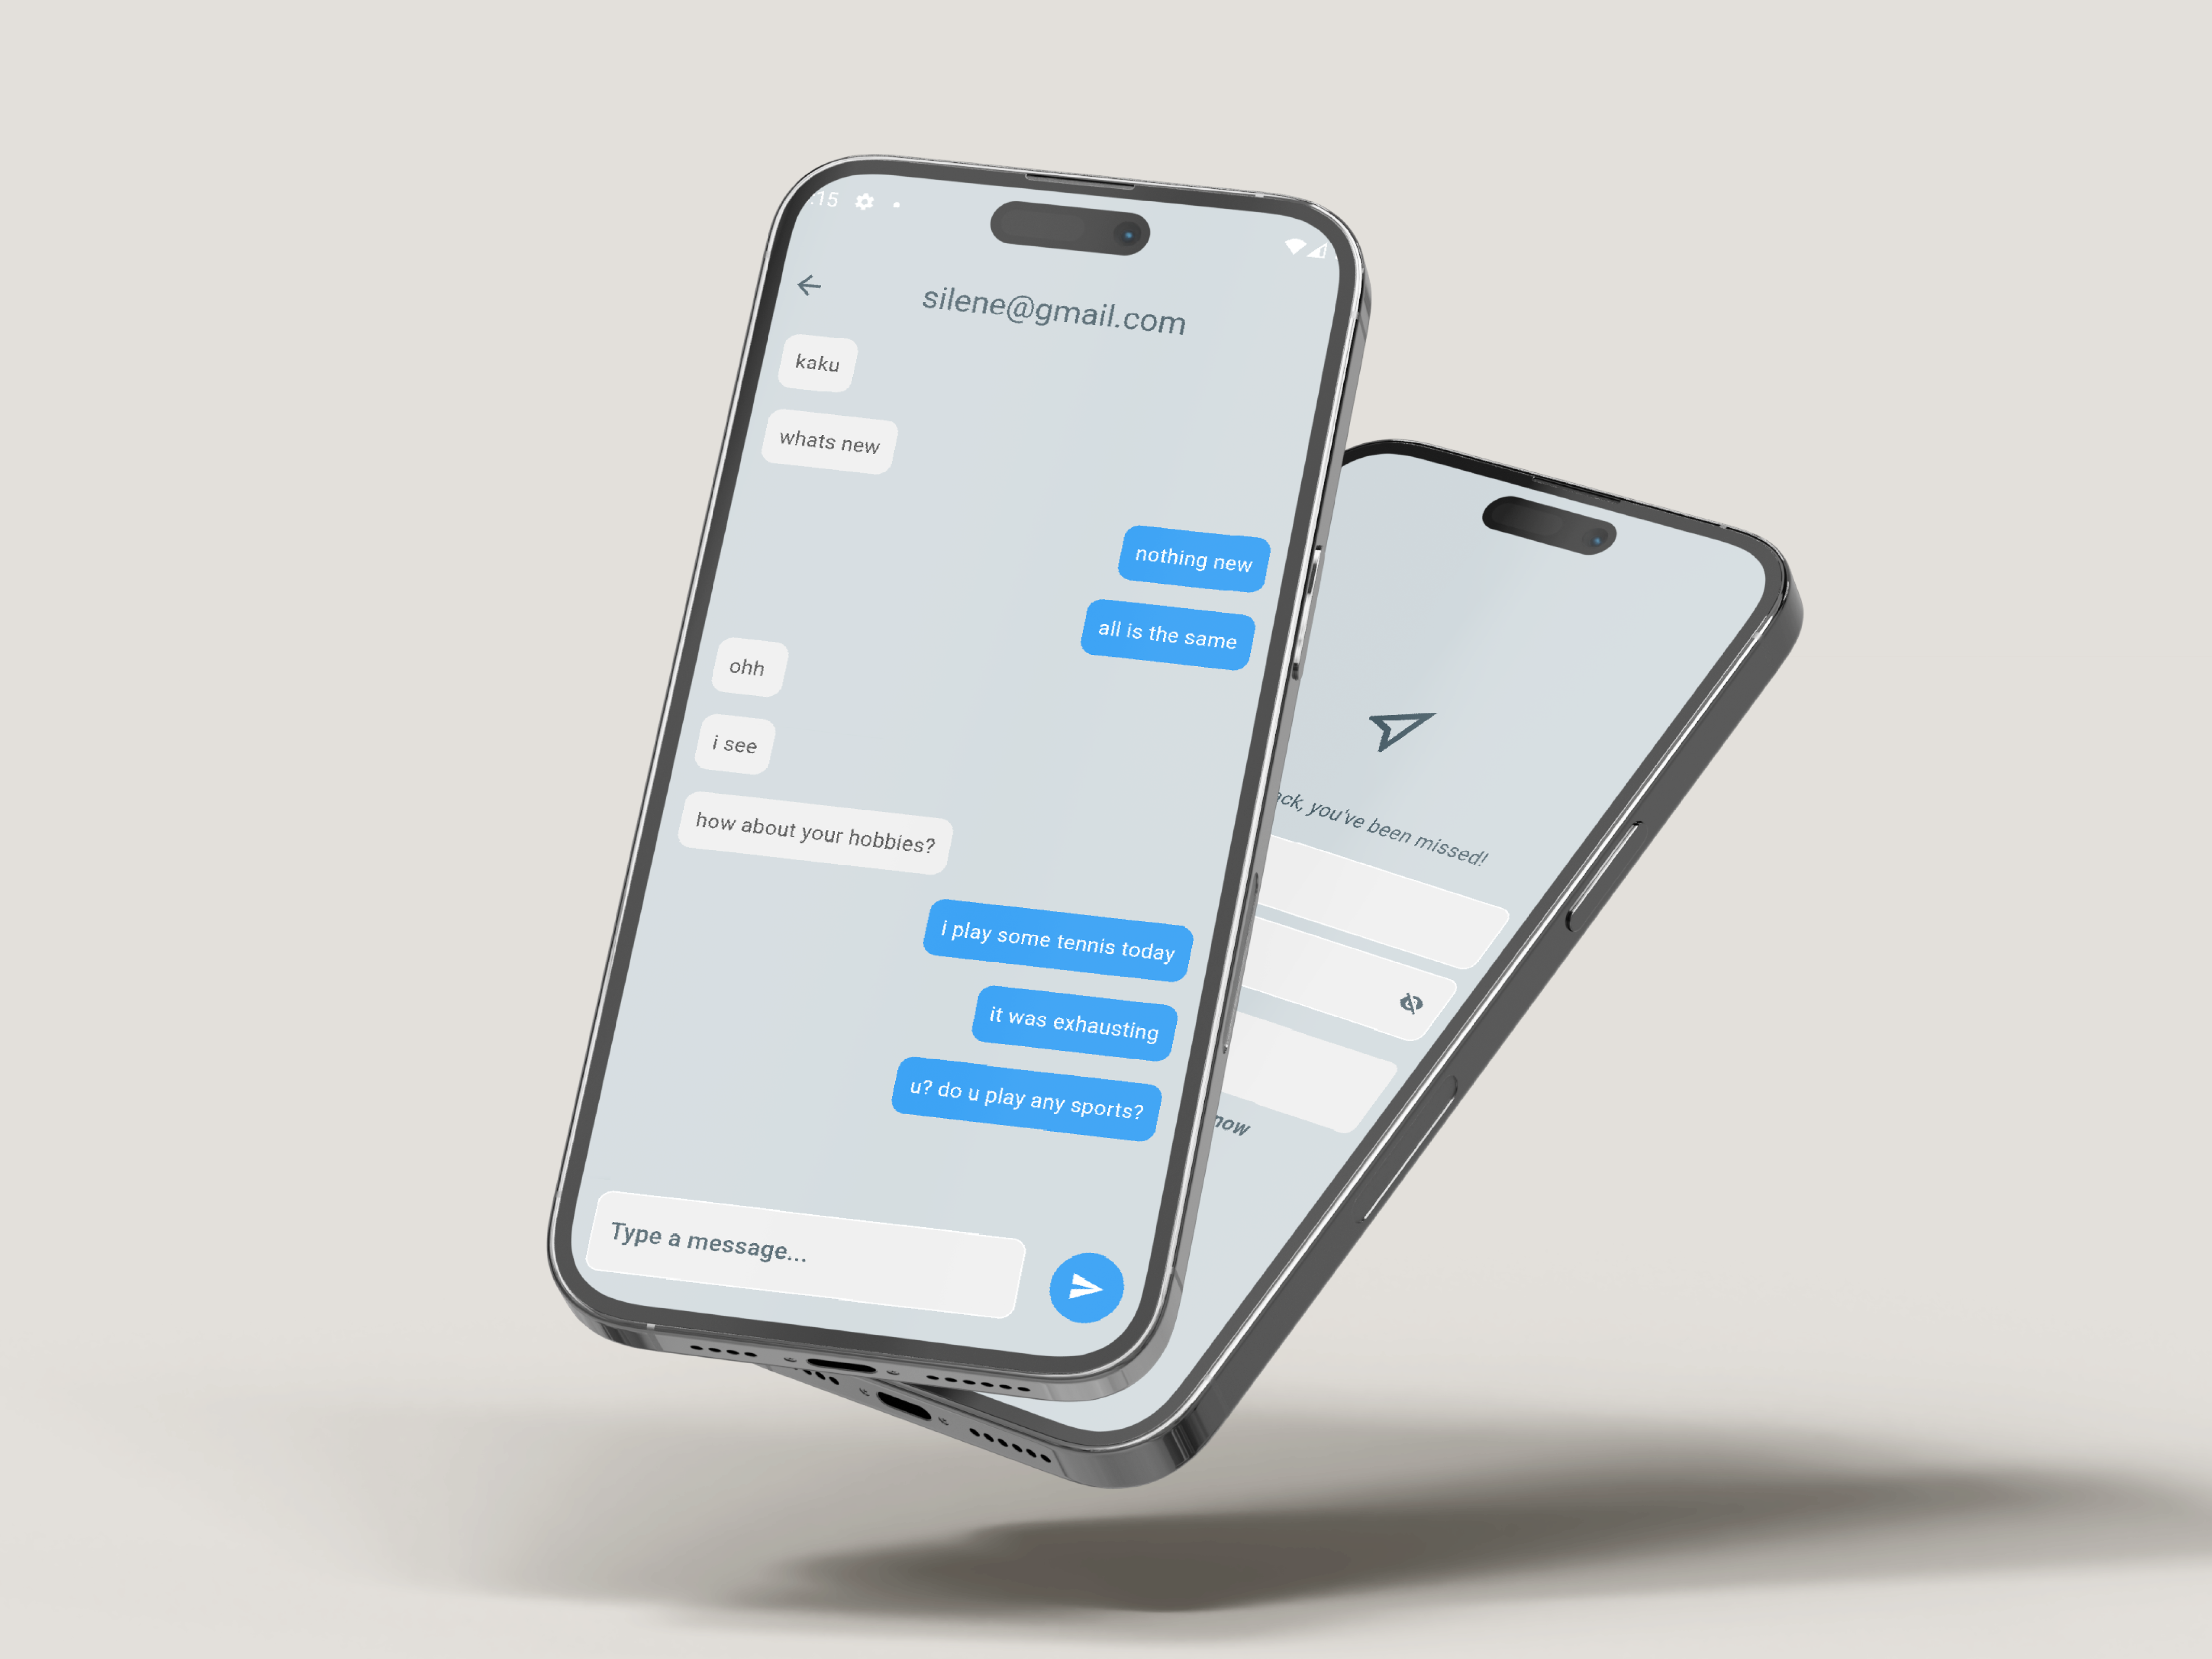 :15
silene@gmail.com
kaku
whats new
nothing new
all is the same
ohh
i see
how about your hobbies?
i play some tennis today
it was exhausting
u? do u play any sports?
Type a message...
you've been missed!
now